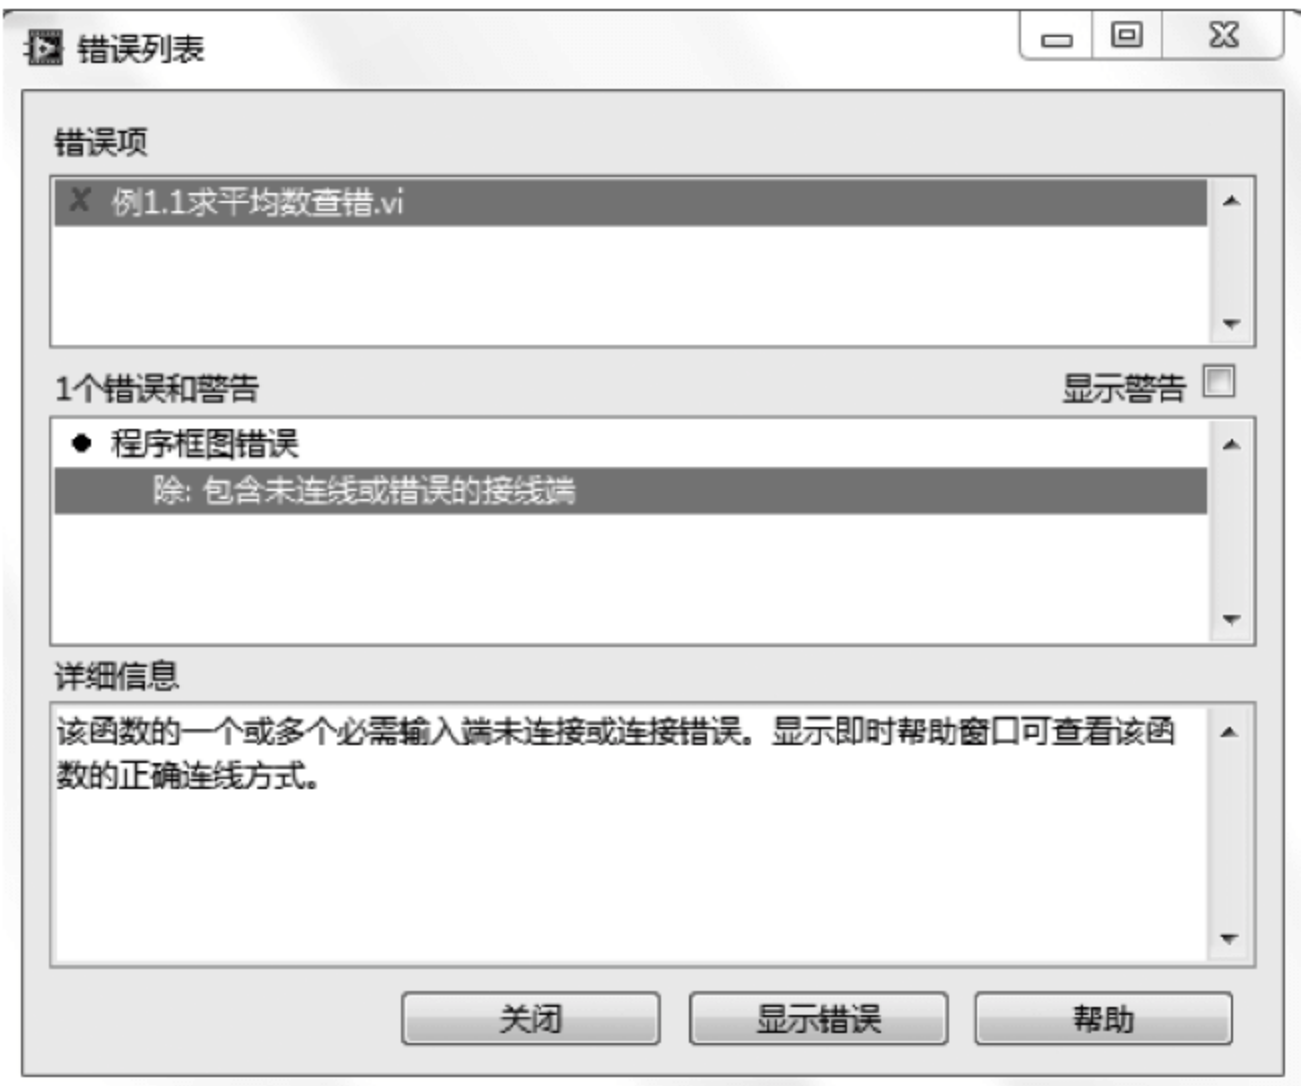 错误列表
错误项
X 例1.1求平均数查错.vi
1个错误和警告
显示警告
● 程序框图错误
除: 包含未连线或错误的接线端
详细信息
该函数的一个或多个必需输入端未连接或连接错误。显示即时帮助窗口可查看该函
数的正确连线方式。
关闭
显示错误
帮助